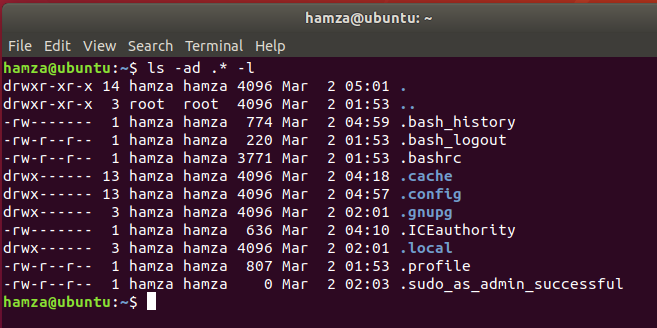 hamza@ubuntu: ~
File Edit View Search Terminal Help
hamza@ubuntu:~$ ls -ad .* -l
drwxr-xr-x 14 hamza hamza 4096 Mar  2 05:01 .
drwxr-xr-x  3 root  root  4096 Mar  2 01:53 ..
-rw-------  1 hamza hamza  774 Mar  2 04:59 .bash_history
-rw-r--r--  1 hamza hamza  220 Mar  2 01:53 .bash_logout
-rw-r--r--  1 hamza hamza 3771 Mar  2 01:53 .bashrc
drwx------ 13 hamza hamza 4096 Mar  2 04:18 .cache
drwx------ 13 hamza hamza 4096 Mar  2 04:57 .config
drwx------  3 hamza hamza 4096 Mar  2 02:01 .gnupg
-rw-------  1 hamza hamza  636 Mar  2 04:10 .ICEauthority
drwx------  3 hamza hamza 4096 Mar  2 02:01 .local
-rw-r--r--  1 hamza hamza  807 Mar  2 01:53 .profile
-rw-r--r--  1 hamza hamza    0 Mar  2 02:03 .sudo_as_admin_successful
hamza@ubuntu:~$